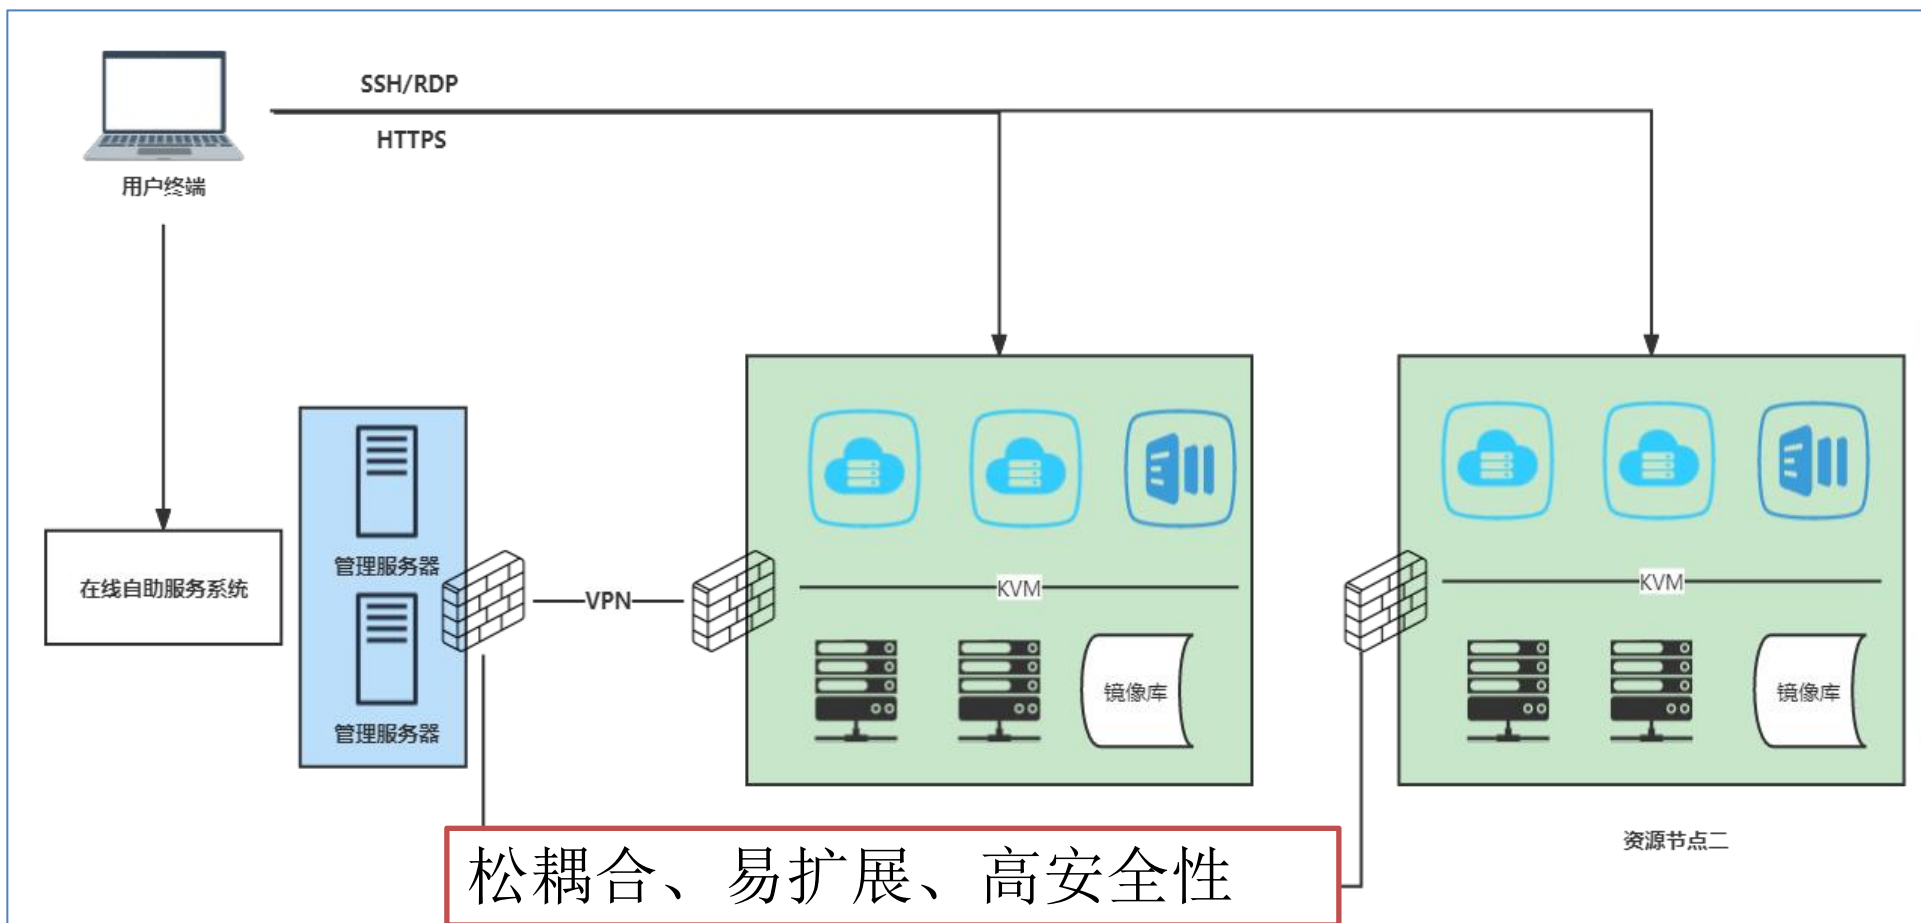 SSH/RDP
HTTPS
用户终端
在线自助服务系统
管理服务器
管理服务器
VPN
KVM
镜像库
KVM
镜像库
资源节点二
松耦合、易扩展、高安全性